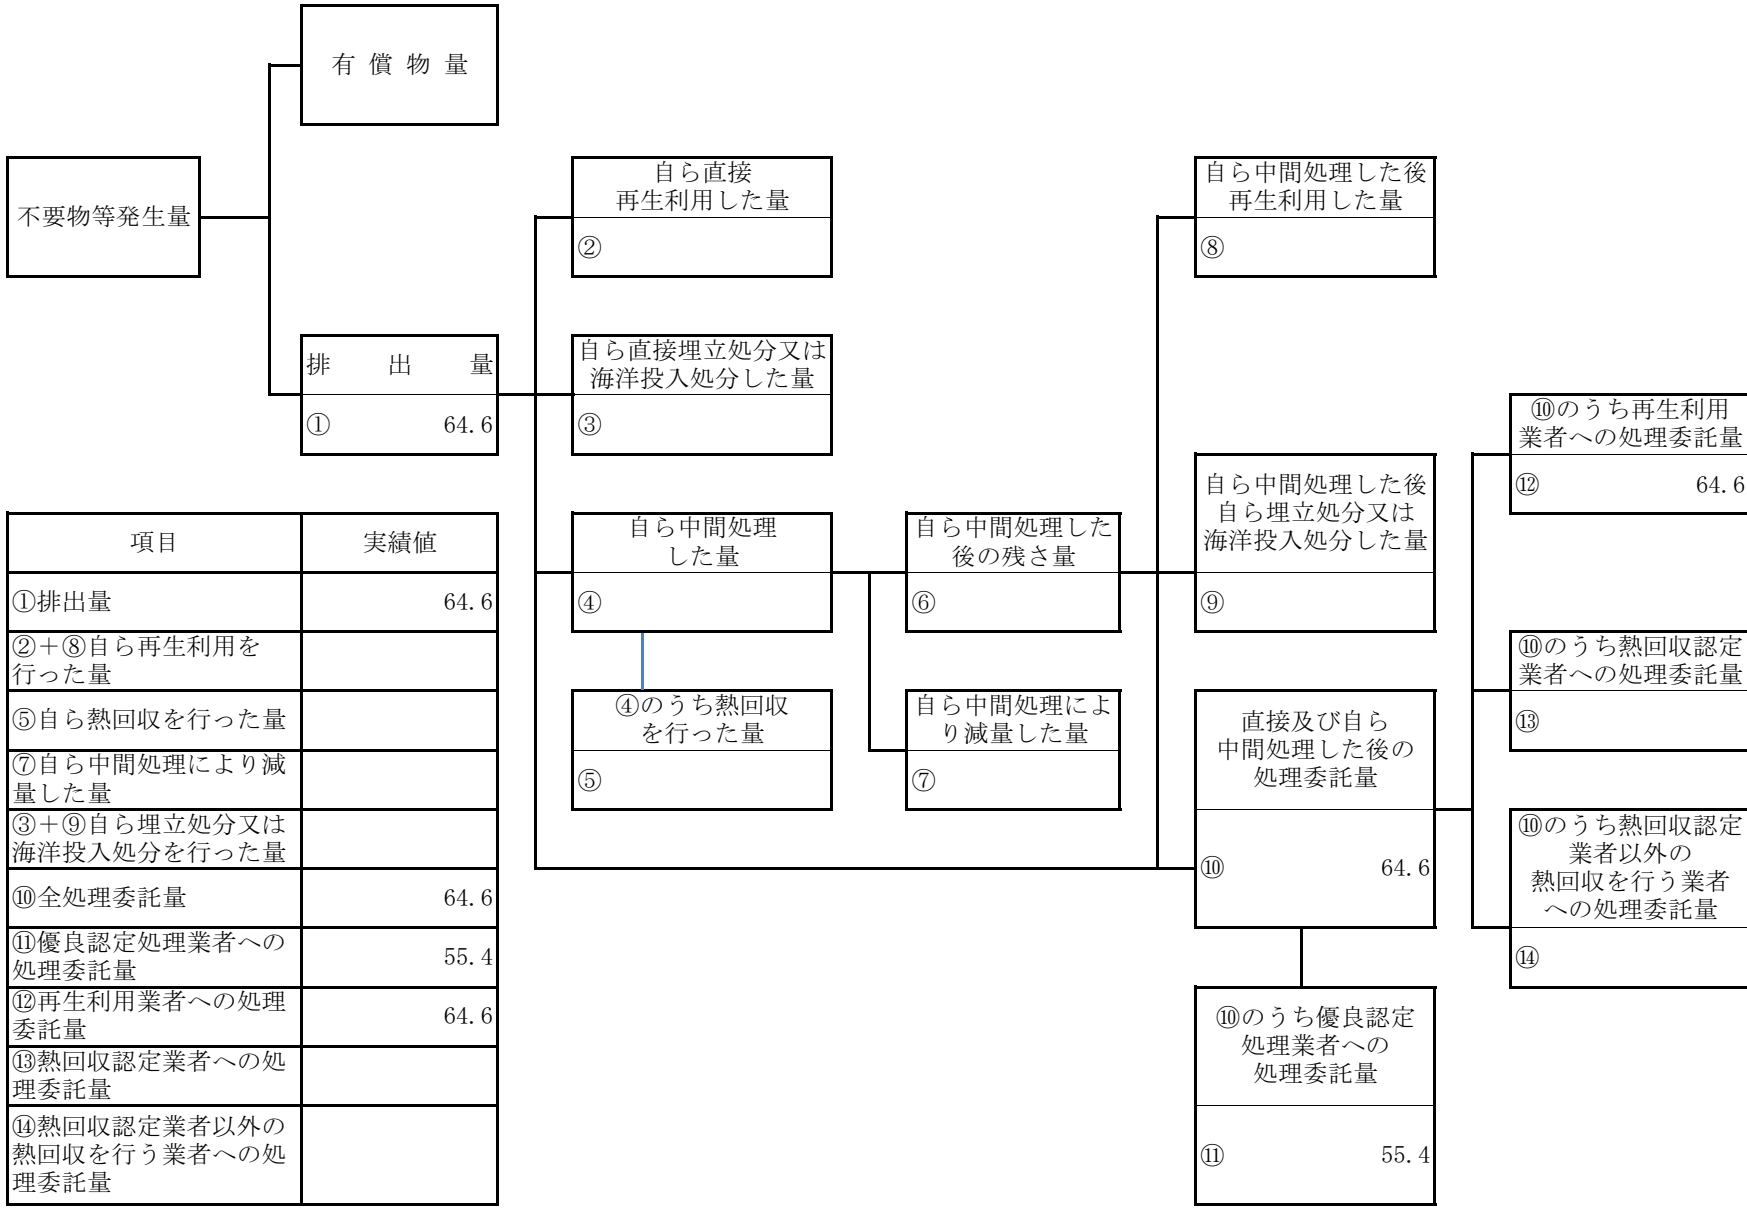 有償物量
不要物等発生量
排出量
① 64.6
自ら直接
再生利用した量
②
自ら直接埋立処分又は
海洋投入処分した量
③
自ら中間処理
した量
④
④のうち熱回収
を行った量
⑤
自ら中間処理した
後の残さ量
⑥
自ら中間処理によ
り減量した量
⑦
自ら中間処理した後
再生利用した量
⑧
自ら中間処理した後
自ら埋立処分又は
海洋投入処分した量
⑨
直接及び自ら
中間処理した後の
処理委託量
⑩ 64.6
⑩のうち優良認定
処理業者への
処理委託量
⑪ 55.4
⑩のうち再生利用
業者への処理委託量
⑫ 64.6
⑩のうち熱回収認定
業者への処理委託量
⑬
⑩のうち熱回収認定
業者以外の
熱回収を行う業者
への処理委託量
⑭
項目 実績値
①排出量 64.6
②+⑧自ら再生利用を
行った量
⑤自ら熱回収を行った量
⑦自ら中間処理により減
量した量
③+⑨自ら埋立処分又は
海洋投入処分を行った量
⑩全処理委託量 64.6
⑪優良認定処理業者への
処理委託量 55.4
⑫再生利用業者への処理
委託量 64.6
⑬熱回収認定業者への処
理委託量
⑭熱回収認定業者以外の
熱回収を行う業者への処
理委託量